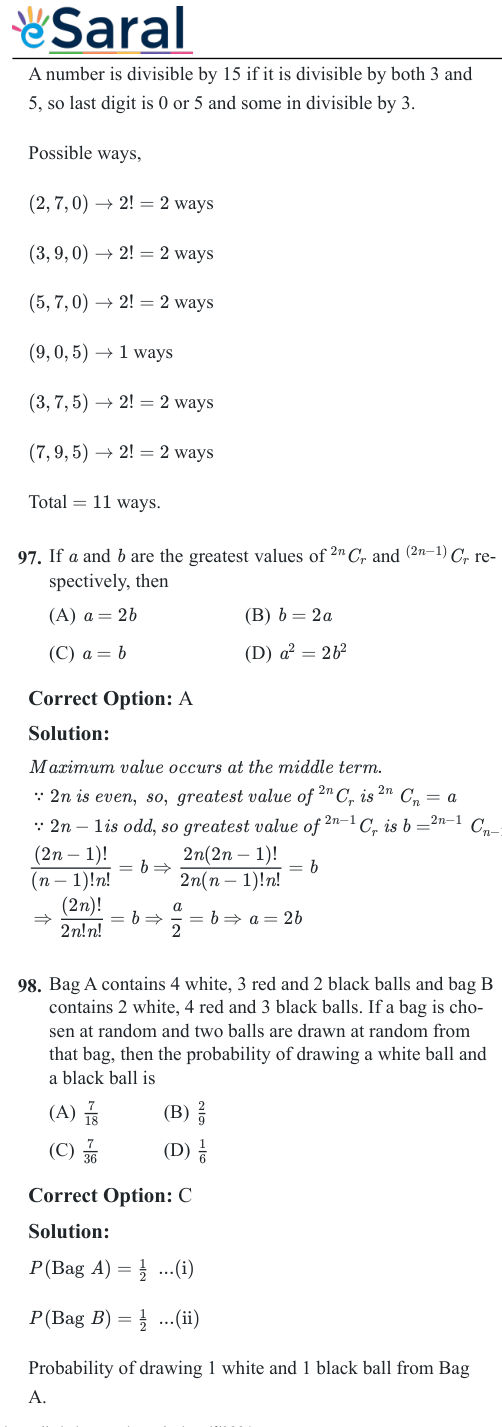 eSaral
A number is divisible by 15 if it is divisible by both 3 and
5, so last digit is 0 or 5 and some in divisible by 3.
Possible ways,
(2, 7, 0) → 2! = 2 ways
(3, 9, 0) → 2! = 2 ways
(5, 7, 0) → 2! = 2 ways
(9, 0, 5) → 1 ways
(3, 7, 5) → 2! = 2 ways
(7, 9, 5) → 2! = 2 ways
Total = 11 ways.
97. If a and b are the greatest values of ²ⁿCᵣ and ⁽²ⁿ⁻¹⁾Cᵣ re-
spectively, then
(A) a = 2b (B) b = 2a
(C) a = b (D) a² = 2b²
Correct Option: A
Solution:
Maximum value occurs at the middle term.
∵ 2n is even, so, greatest value of ²ⁿCᵣ is ²ⁿ Cₙ = a
∵ 2n − 1is odd, so greatest value of ²ⁿ⁻¹Cᵣ is b =²ⁿ⁻¹ Cₙ₋
(2n − 1)!/((n − 1)!n!) = b ⇒ 2n(2n − 1)!/(2n(n − 1)!n!) = b
⇒ (2n)!/(2n!n!) = b ⇒ a/2 = b ⇒ a = 2b
98. Bag A contains 4 white, 3 red and 2 black balls and bag B
contains 2 white, 4 red and 3 black balls. If a bag is cho-
sen at random and two balls are drawn at random from
that bag, then the probability of drawing a white ball and
a black ball is
(A) 7/18 (B) 2/9
(C) 7/36 (D) 1/6
Correct Option: C
Solution:
P(Bag A) = 1/2 ...(i)
P(Bag B) = 1/2 ...(ii)
Probability of drawing 1 white and 1 black ball from Bag
A.